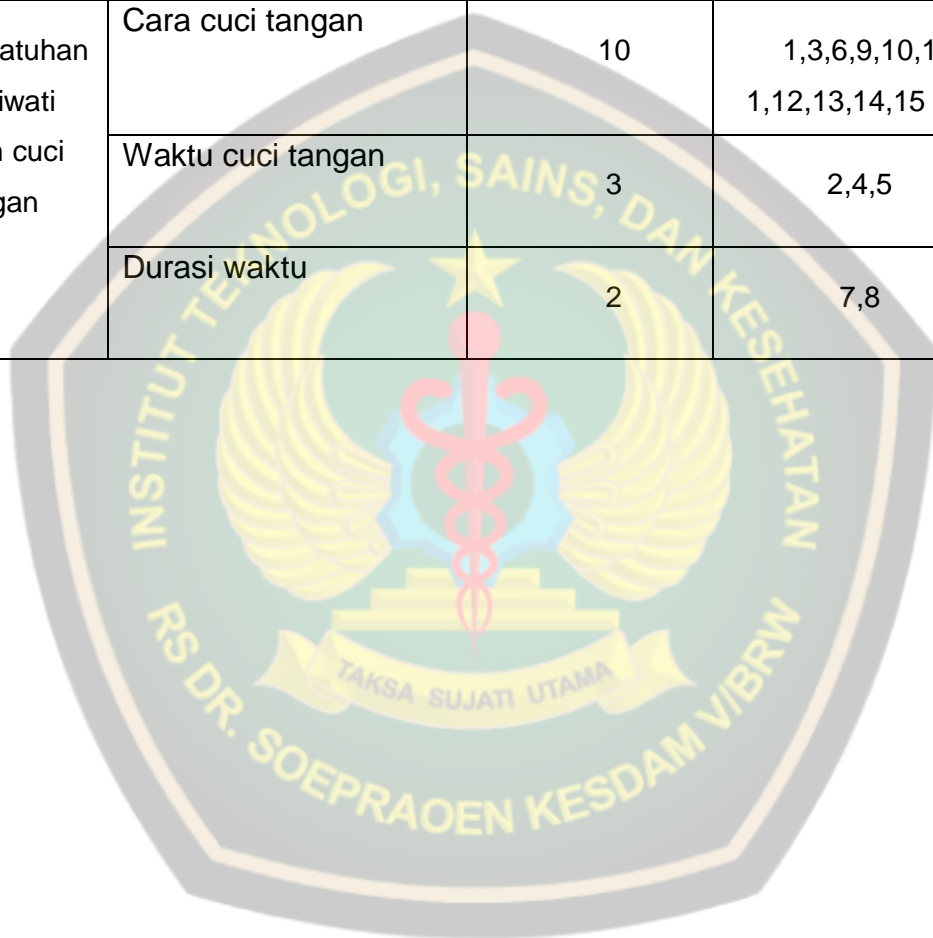 Cara cuci tangan
atuhan
10
1,3,6,9,10,1
iwati
1,12,13,14,15
cuci
Waktu cuci tangan
3
2,4,5
gan
Durasi waktu
2
7,8
INSTITUT TEKNOLOGI, SAINS, DAN KESEHATAN
TAKSA SUJATI UTAMA
RS DR. SOEPRAOEN KESDAM V/BRW